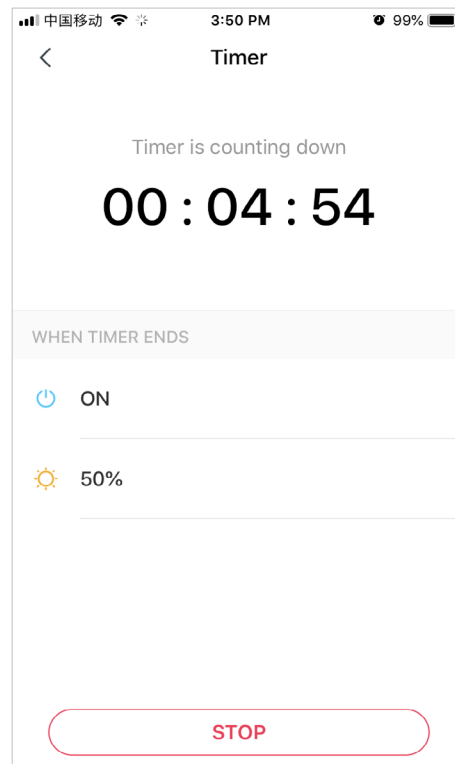 中国移动 3:50 PM 99%
Timer
Timer is counting down
00 : 04 : 54
WHEN TIMER ENDS
ON
50%
STOP